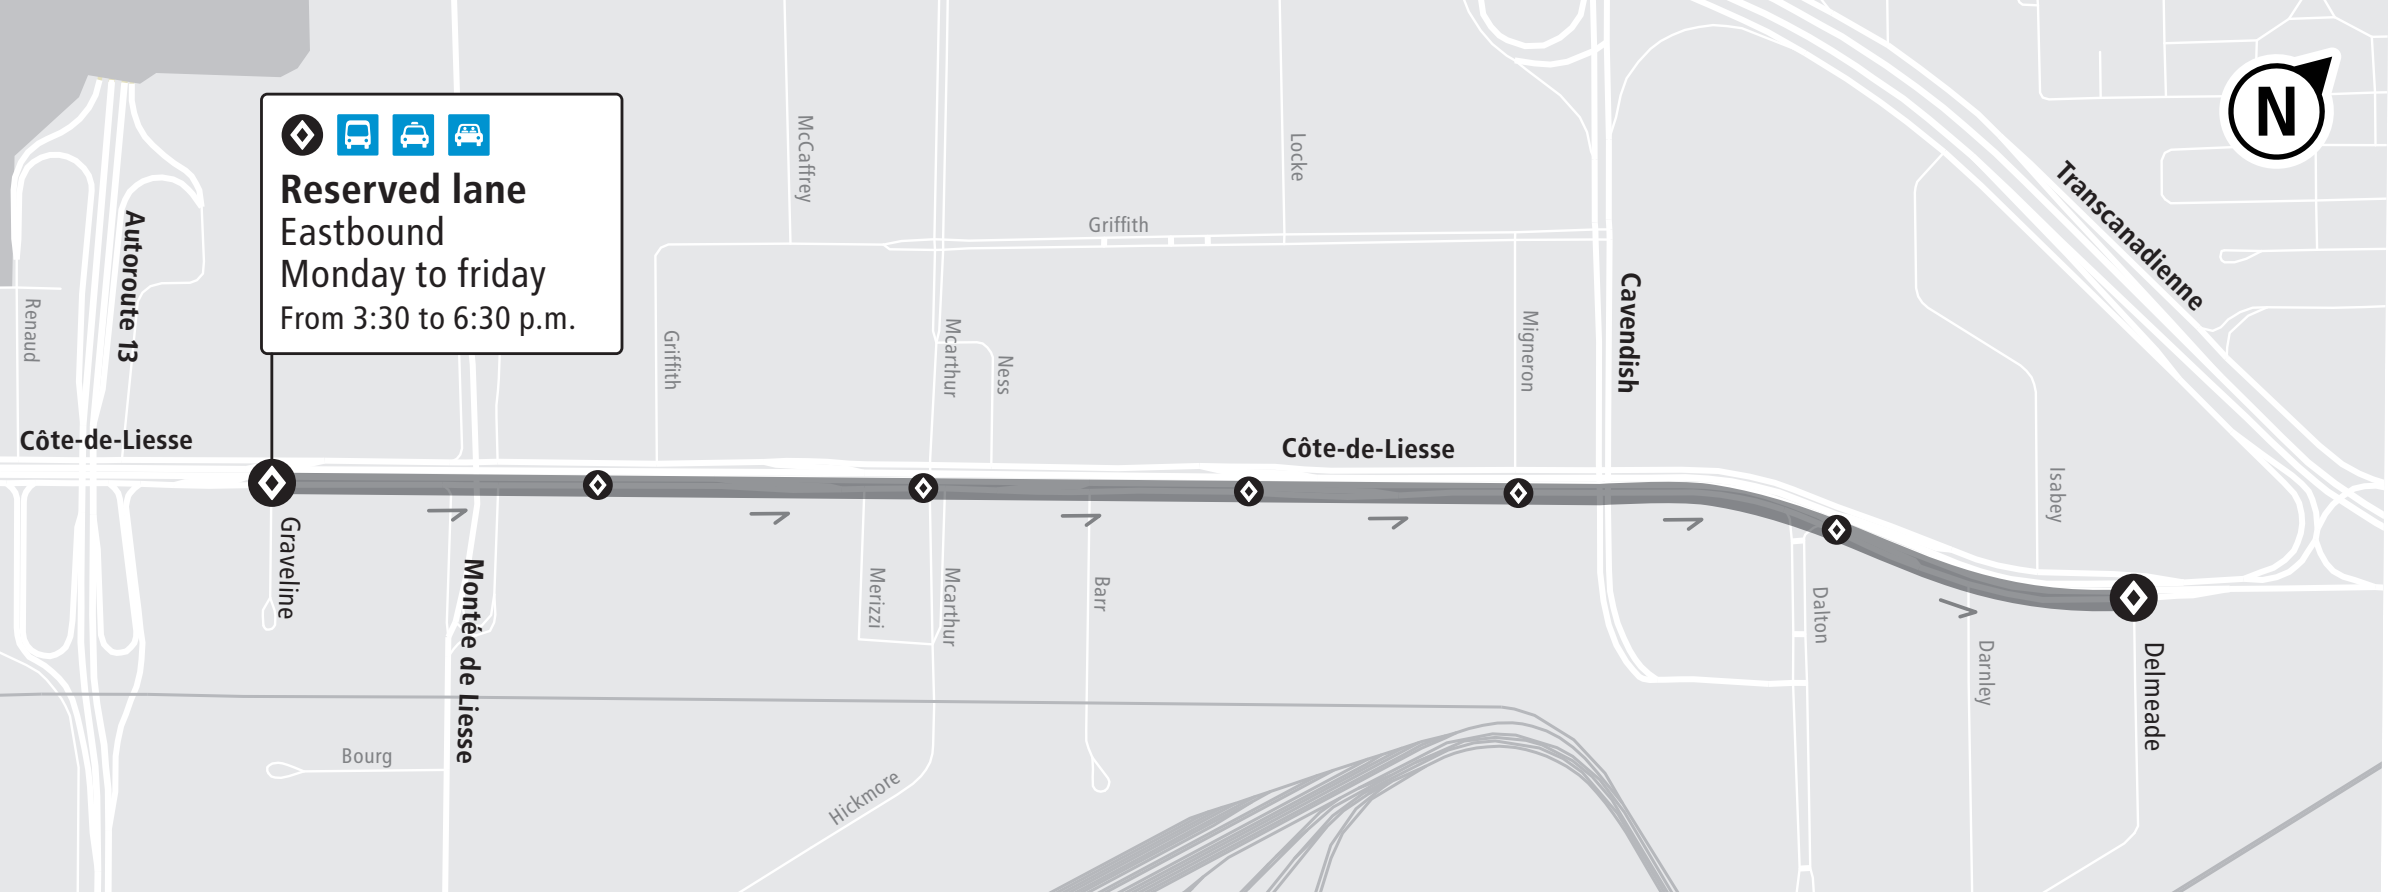 N
McCaffrey
Locke
Transcanadienne
Reserved lane
Eastbound
Monday to friday
From 3:30 to 6:30 p.m.
Autoroute 13
Renaud
Griffith
Griffith
Mcarthur
Ness
Migneron
Cavendish
Côte-de-Liesse
Côte-de-Liesse
Isabey
Graveline
Montée de Liesse
Merizzi
Mcarthur
Barr
Dalton
Darnley
Delmeade
Bourg
Hickmore